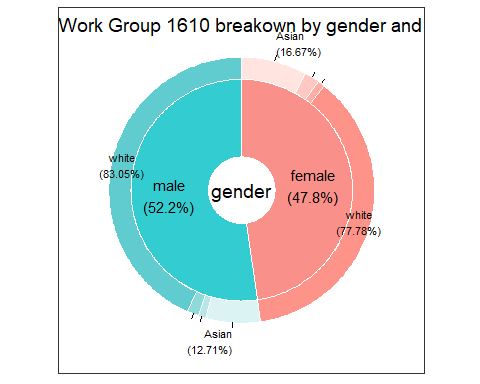 Work Group 1610 breakown by gender and
Asian
(16.67%)
white
(83.05%)
male
(52.2%)
gender
female
(47.8%)
white
(77.78%)
Asian
(12.71%)